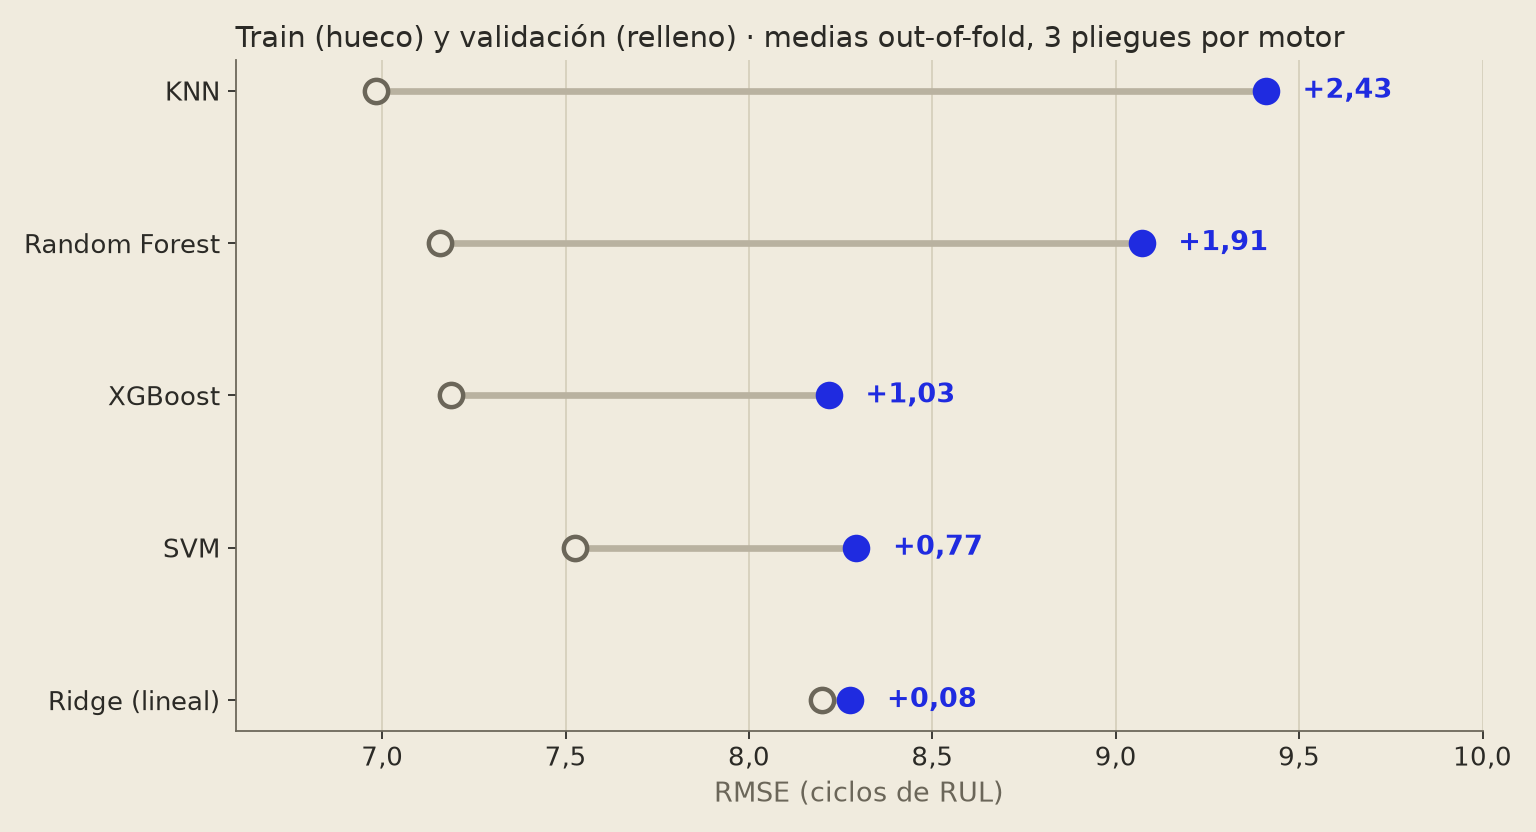 Train (hueco) y validación (relleno) · medias out-of-fold, 3 pliegues por motor
KNN
+2,43
Random Forest
+1,91
XGBoost
+1,03
SVM
+0,77
Ridge (lineal)
+0,08
7,0 7,5 8,0 8,5 9,0 9,5 10,0
RMSE (ciclos de RUL)